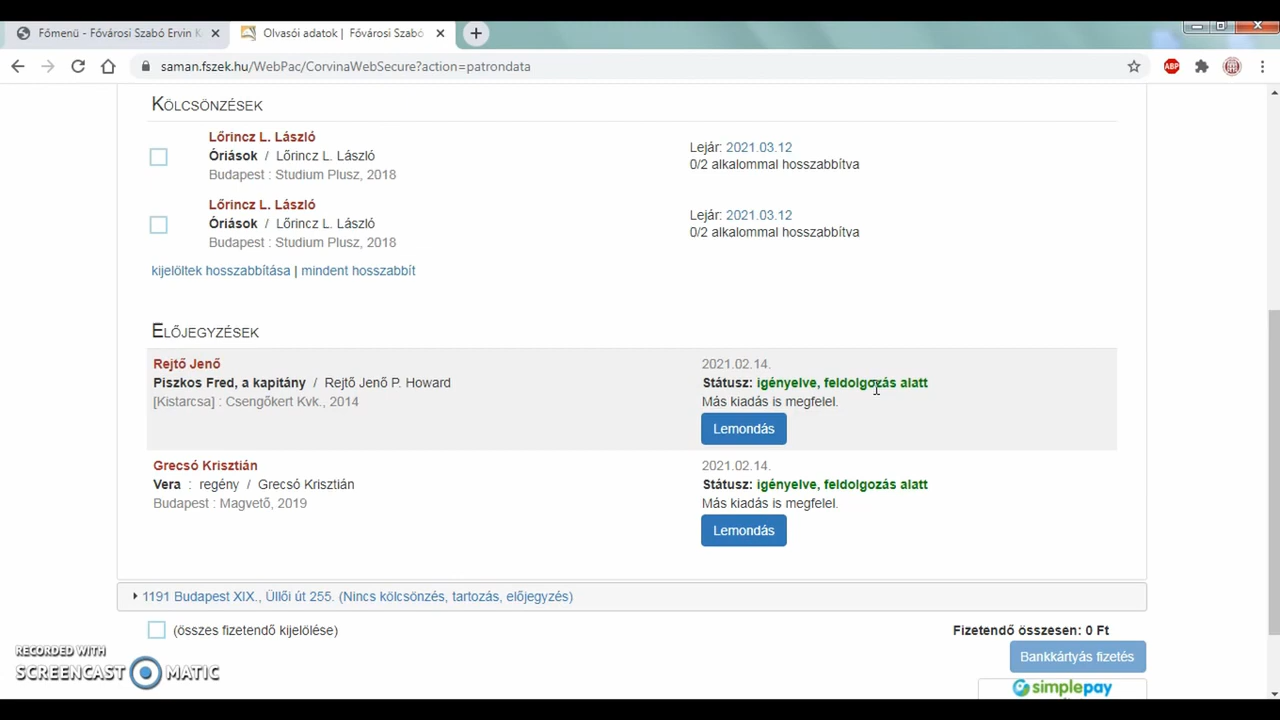 Főmenü - Fővárosi Szabó Ervin K
Olvasói adatok | Fővárosi Szabó
saman.fszek.hu/WebPac/CorvinaWebSecure?action=patrondata
ABP
Kölcsönzések
Lőrincz L. László
Óriások / Lőrincz L. László
Budapest : Studium Plusz, 2018
Lejár: 2021.03.12
0/2 alkalommal hosszabbítva
Lőrincz L. László
Óriások / Lőrincz L. László
Budapest : Studium Plusz, 2018
Lejár: 2021.03.12
0/2 alkalommal hosszabbítva
kijelöltek hosszabbítása | mindent hosszabbít
Előjegyzések
Rejtő Jenő
Piszkos Fred, a kapitány / Rejtő Jenő P. Howard
[Kistarcsa] : Csengőkert Kvk., 2014
2021.02.14.
Státusz: igényelve, feldolgozás alatt
Más kiadás is megfelel.
Lemondás
Grecsó Krisztián
Vera : regény / Grecsó Krisztián
Budapest : Magvető, 2019
2021.02.14.
Státusz: igényelve, feldolgozás alatt
Más kiadás is megfelel.
Lemondás
1191 Budapest XIX., Üllői út 255. (Nincs kölcsönzés, tartozás, előjegyzés)
(összes fizetendő kijelölése)
Fizetendő összesen: 0 Ft
Bankkártyás fizetés
simplepay
RECORDED WITH
SCREENCAST MATIC